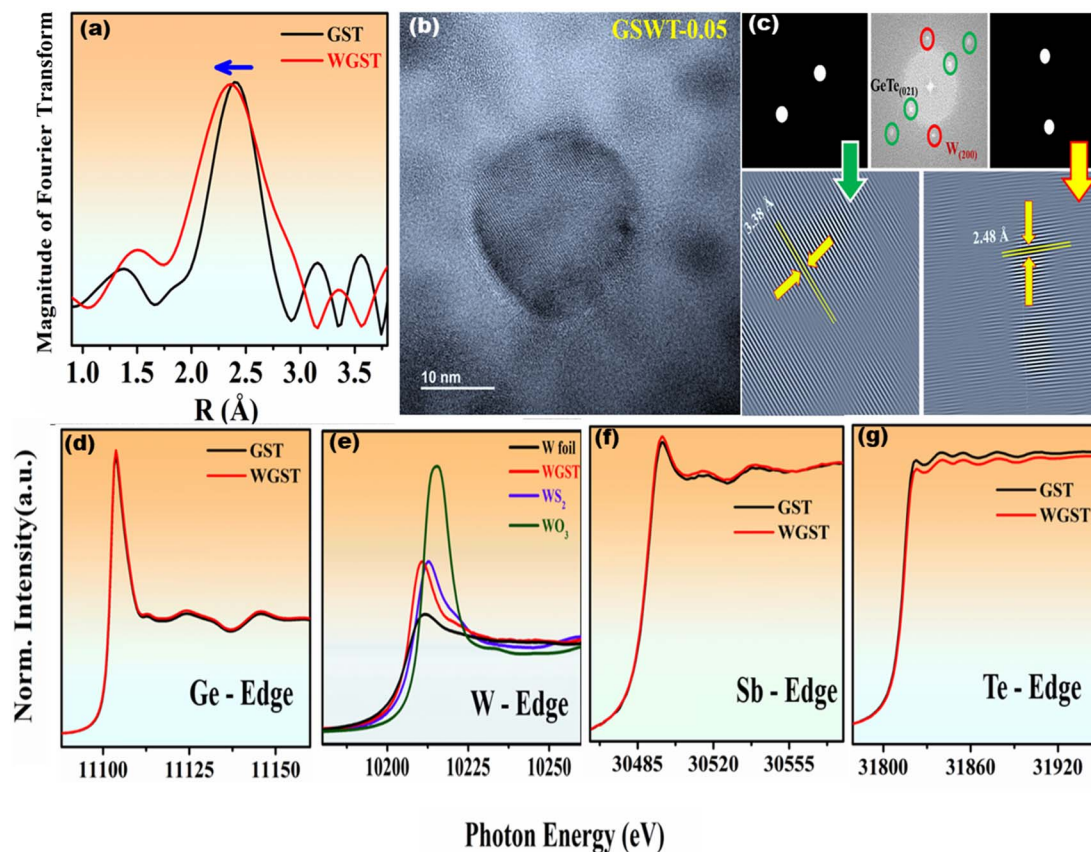 (a)
GST
WGST
Magnitude of Fourier Transform
1.0 1.5 2.0 2.5 3.0 3.5
R (Å)
(b)
GSWT-0.05
10 nm
(c)
GeTe(021)
W(200)
3.38 Å
2.48 Å
Norm. Intensity(a.u.)
(d)
GST
WGST
Ge - Edge
11100 11125 11150
(e)
W foil
WGST
WS2
WO3
W - Edge
10200 10225 10250
(f)
GST
WGST
Sb - Edge
30485 30520 30555
(g)
GST
WGST
Te - Edge
31800 31860 31920
Photon Energy (eV)